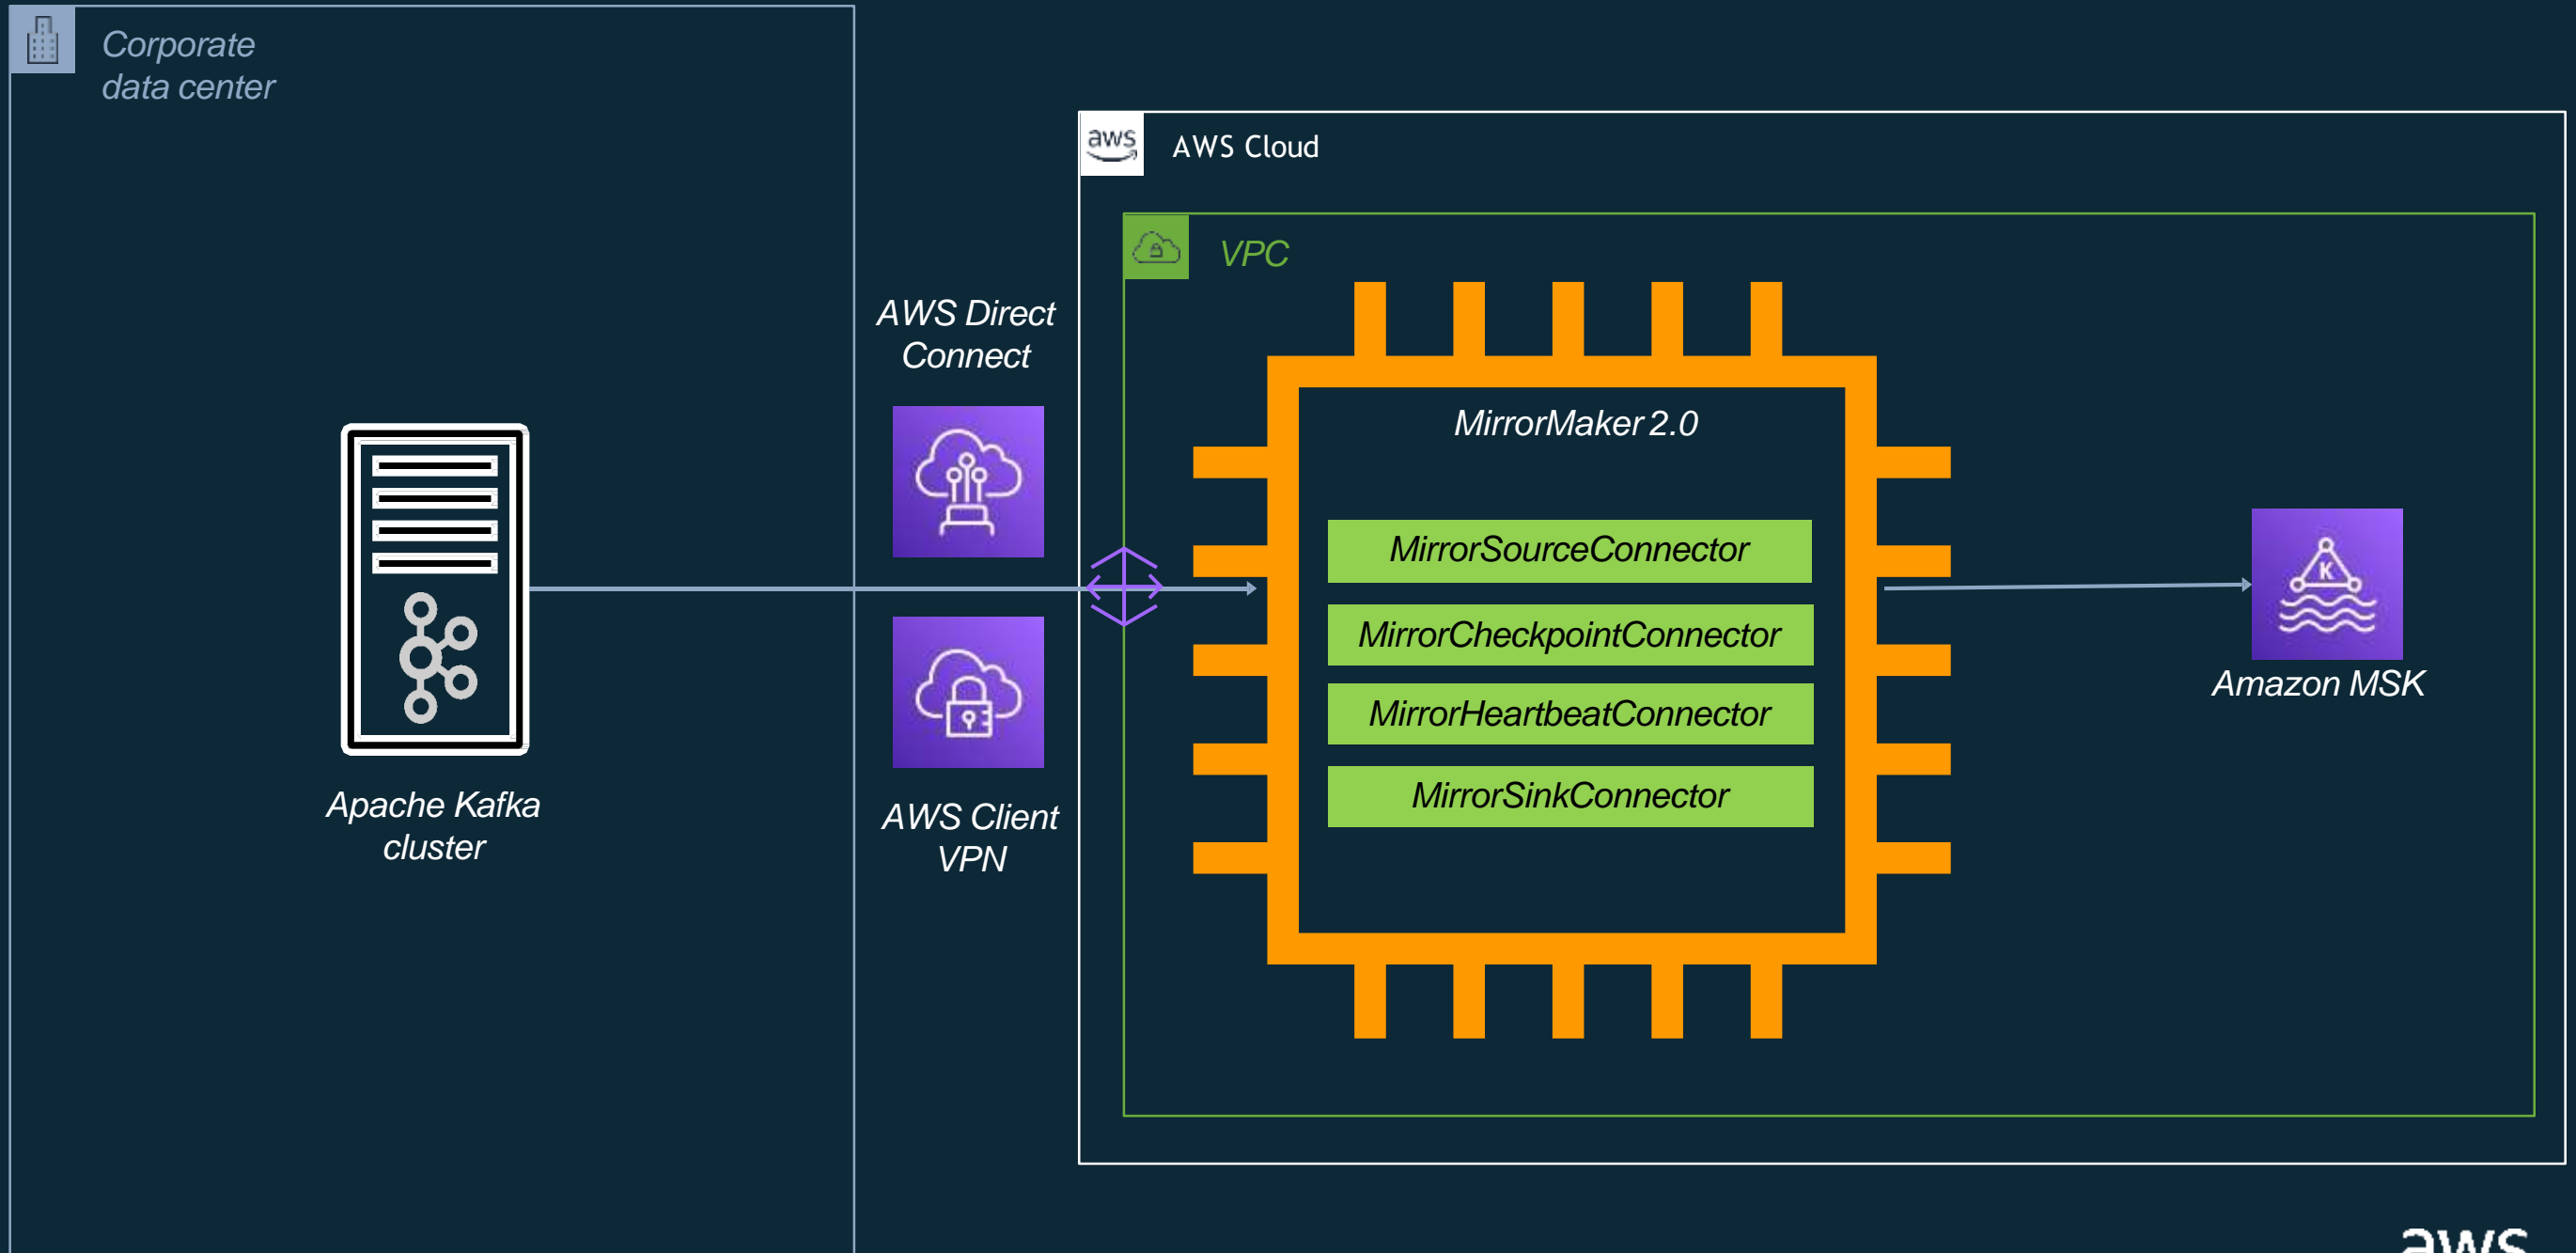 Corporate
data center
aws
AWS Cloud
VPC
AWS Direct
Connect
MirrorMaker 2.0
MirrorSourceConnector
MirrorCheckpointConnector
MirrorHeartbeatConnector
MirrorSinkConnector
K
Amazon MSK
Apache Kafka
cluster
AWS Client
VPN
aws